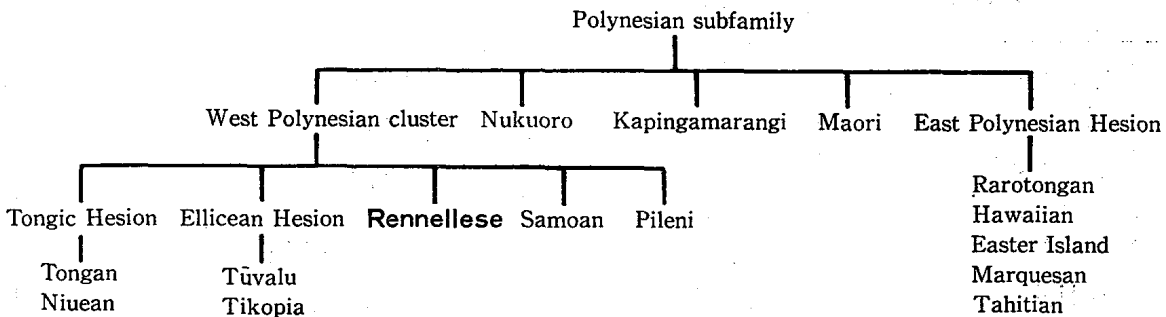 Polynesian subfamily
West Polynesian cluster Nukuoro Kapingamarangi Maori East Polynesian Hesion
Tongic Hesion Ellicean Hesion Rennellese Samoan Pileni
Tongan
Niuean
Tūvalu
Tikopia
Rarotongan
Hawaiian
Easter Island
Marquesan
Tahitian